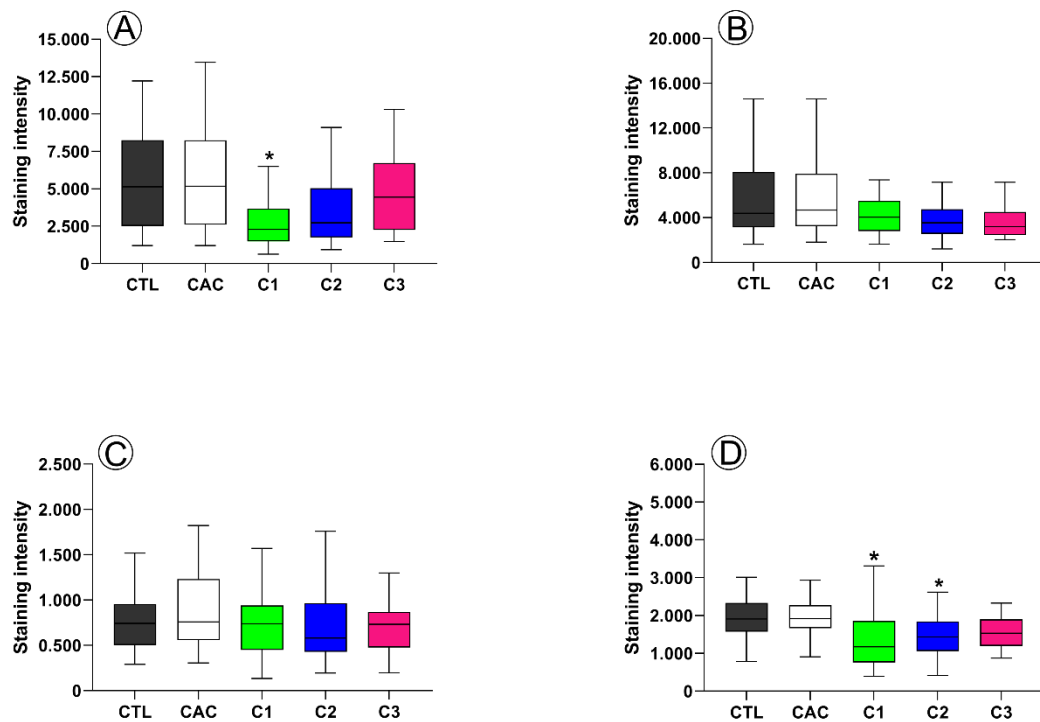 A
15.000
12.500
10.000
7.500
5.000
2.500
0
Staining intensity
*
CTL CAC C1 C2 C3
B
20.000
16.000
12.000
8.000
4.000
0
Staining intensity
CTL CAC C1 C2 C3
C
2.500
2.000
1.500
1.000
0.500
0
Staining intensity
CTL CAC C1 C2 C3
D
6.000
5.000
4.000
3.000
2.000
1.000
0
Staining intensity
* *
CTL CAC C1 C2 C3